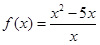 f(x) = (x² − 5x)/x